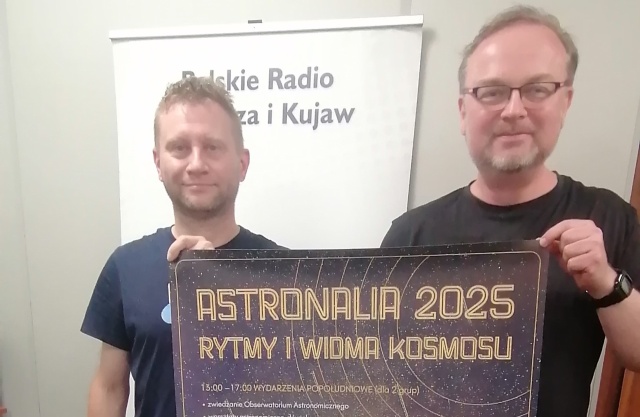 Polskie Radio
za i Kujaw
ASTRONALIA 2025
RYTMY I WIDMA KOSMOSU
15:00 –17:00 WYDARZENIA POPOŁUDNIOWE (dla 2 grup)
• zwiedzanie Obserwatorium Astronomicznego